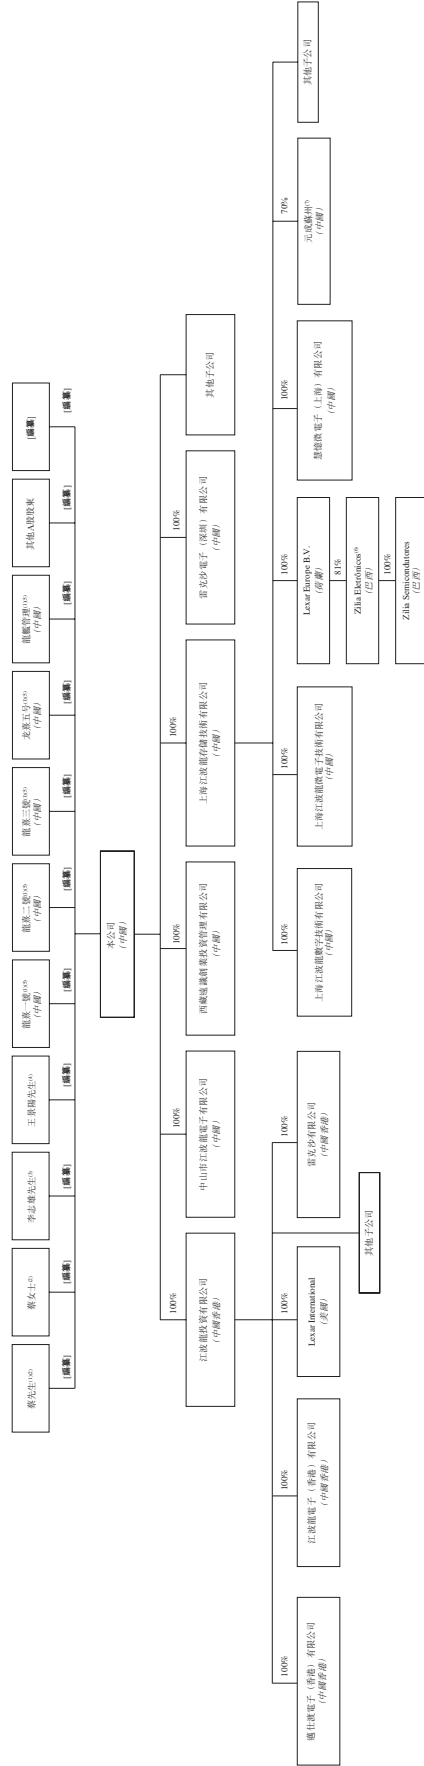 蔡先生⁽¹⁾⁽²⁾
蔡女士⁽²⁾
李志雄先生⁽³⁾
王景陽先生⁽⁴⁾
龍熹一號⁽¹⁾⁽⁵⁾
(中國)
龍熹二號⁽¹⁾⁽⁵⁾
(中國)
龍熹三號⁽¹⁾⁽⁵⁾
(中國)
龙熹五号⁽¹⁾⁽⁵⁾
(中國)
龍艦管理⁽¹⁾⁽⁵⁾
(中國)
其他A股股東
[編纂]
[編纂]
[編纂]
[編纂]
[編纂]
[編纂]
[編纂]
[編纂]
[編纂]
[編纂]
[編纂]
[編纂]
本公司
(中國)
100%
100%
100%
100%
100%
江波龍投資有限公司
(中國香港)
中山市江波龍電子有限公司
(中國)
西藏遠識創業投資管理有限公司
(中國)
上海江波龍存儲技術有限公司
(中國)
雷克沙電子（深圳）有限公司
(中國)
其他子公司
100%
100%
100%
100%
100%
100%
100%
100%
70%
邁仕渡電子（香港）有限公司
(中國香港)
江波龍電子（香港）有限公司
(中國香港)
Lexar International
(美國)
雷克沙有限公司
(中國香港)
上海江波龍數字技術有限公司
(中國)
上海江波龍微電子技術有限公司
(中國)
Lexar Europe B.V.
(荷蘭)
慧憶微電子（上海）有限公司
(中國)
元成蘇州⁽⁷⁾
(中國)
其他子公司
81%
Zilia Eletrônicos⁽⁶⁾
(巴西)
其他子公司
100%
Zilia Semicondutores
(巴西)